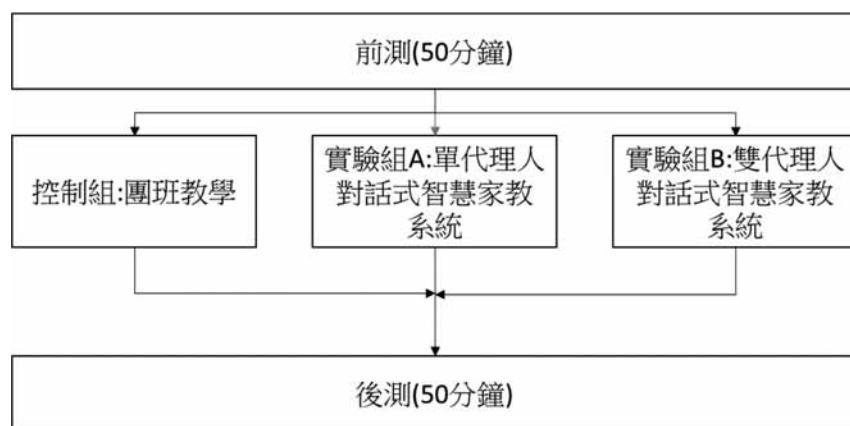 前測(50分鐘)
控制組:團班教學
實驗組A:單代理人
對話式智慧家教
系統
實驗組B:雙代理人
對話式智慧家教
系統
後測(50分鐘)